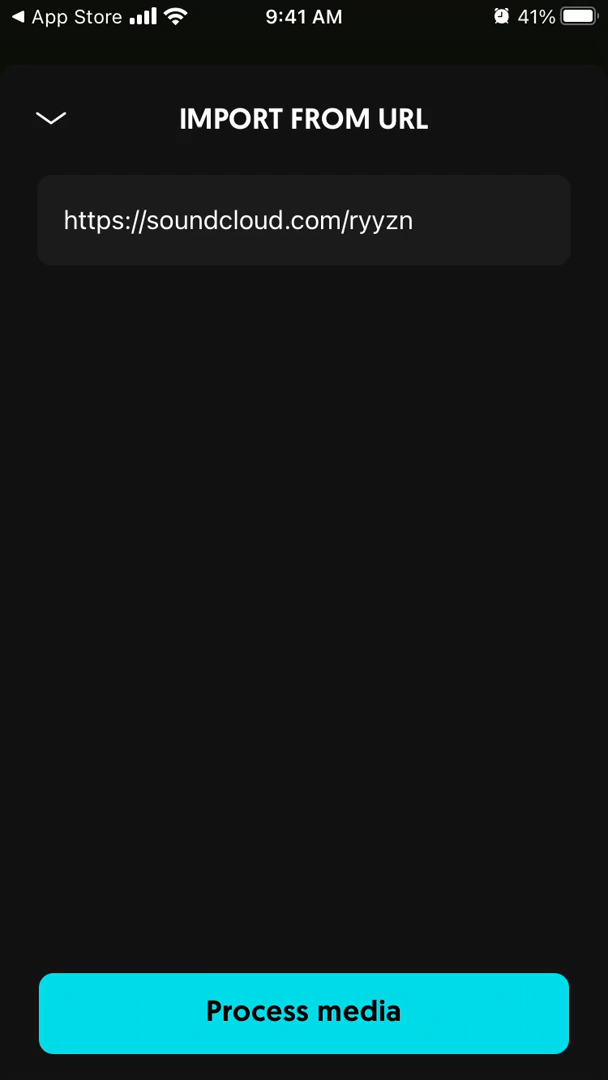 App Store 9:41 AM 41%
IMPORT FROM URL
https://soundcloud.com/ryyzn
Process media